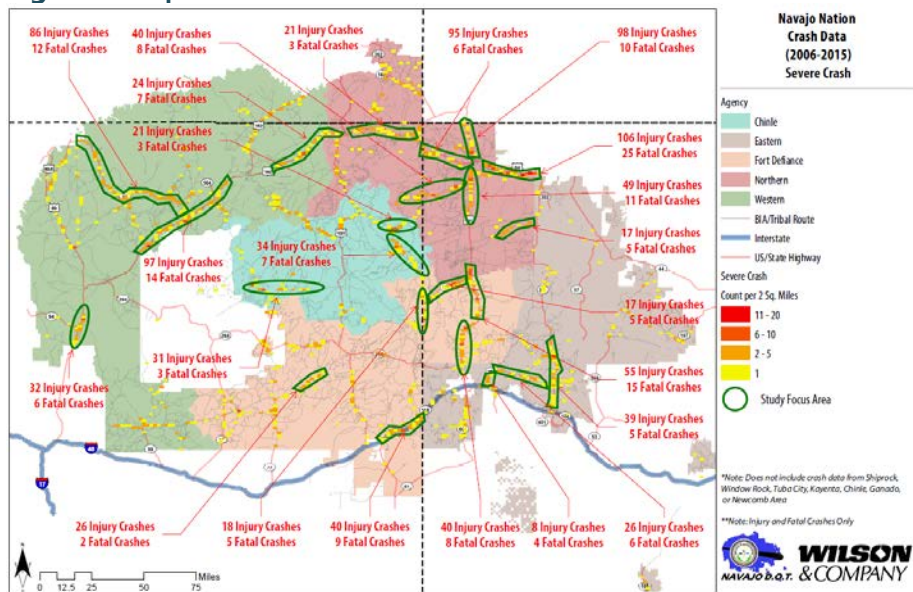 86 Injury Crashes
12 Fatal Crashes
40 Injury Crashes
8 Fatal Crashes
21 Injury Crashes
3 Fatal Crashes
95 Injury Crashes
6 Fatal Crashes
98 Injury Crashes
10 Fatal Crashes
24 Injury Crashes
7 Fatal Crashes
21 Injury Crashes
3 Fatal Crashes
106 Injury Crashes
25 Fatal Crashes
49 Injury Crashes
11 Fatal Crashes
17 Injury Crashes
5 Fatal Crashes
34 Injury Crashes
7 Fatal Crashes
97 Injury Crashes
14 Fatal Crashes
17 Injury Crashes
5 Fatal Crashes
31 Injury Crashes
3 Fatal Crashes
32 Injury Crashes
6 Fatal Crashes
55 Injury Crashes
15 Fatal Crashes
39 Injury Crashes
5 Fatal Crashes
26 Injury Crashes
2 Fatal Crashes
18 Injury Crashes
5 Fatal Crashes
40 Injury Crashes
9 Fatal Crashes
40 Injury Crashes
8 Fatal Crashes
8 Injury Crashes
4 Fatal Crashes
26 Injury Crashes
6 Fatal Crashes
40
17
N
Miles
0 12.5 25 50 75
Navajo Nation
Crash Data
(2006-2015)
Severe Crash
Agency
Chinle
Eastern
Fort Defiance
Northern
Western
BIA/Tribal Route
Interstate
US/State Highway
Severe Crash
Count per 2 Sq. Miles
11 - 20
6 - 10
2 - 5
1
Study Focus Area
*Note: Does not include crash data from Shiprock,
Window Rock, Tuba City, Kayenta, Chinle, Ganado,
or Newcomb Area
**Note: Injury and Fatal Crashes Only
NAVAJO D.O.T.
WILSON
&COMPANY